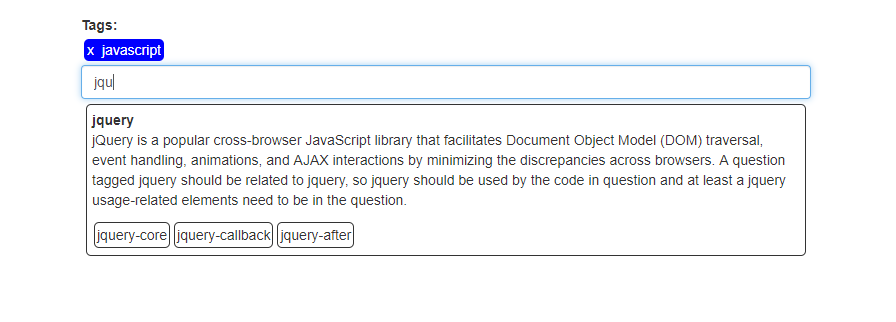 Tags:
x javascript
jqu
jquery
jQuery is a popular cross-browser JavaScript library that facilitates Document Object Model (DOM) traversal,
event handling, animations, and AJAX interactions by minimizing the discrepancies across browsers. A question
tagged jquery should be related to jquery, so jquery should be used by the code in question and at least a jquery
usage-related elements need to be in the question.
jquery-core jquery-callback jquery-after